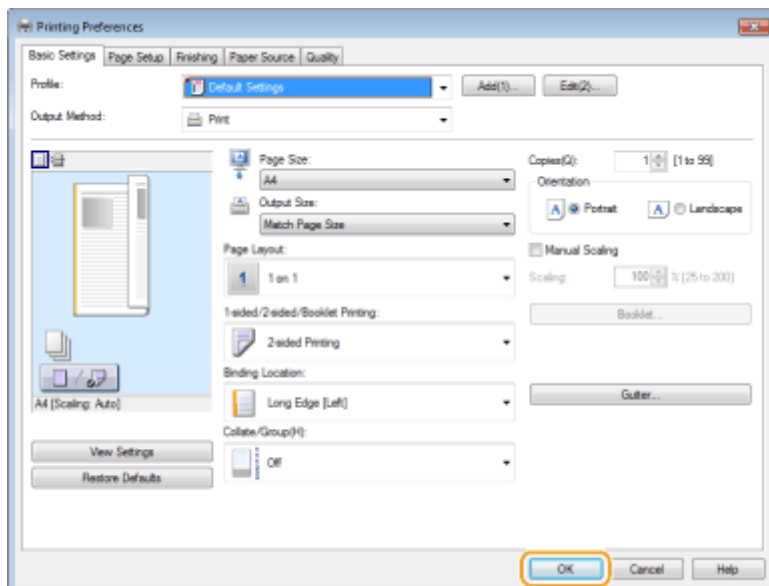 Printing Preferences
Basic Settings Page Setup Finishing Paper Source Quality
Profile: Default Settings Add(1)... Edit(2)...
Output Method: Print
Page Size: Copies(Q): 1 [1 to 99]
A4 Orientation
Output Size: A Portrait A Landscape
Match Page Size
Page Layout: Manual Scaling
1 1 on 1 Scaling: 100 % [25 to 200]
1-sided/2-sided/Booklet Printing: Booklet...
2-sided Printing
Binding Location:
A4 [Scaling: Auto] Long Edge [Left] Gutter...
Collate/Group(H):
View Settings Off
Restore Defaults
OK Cancel Help